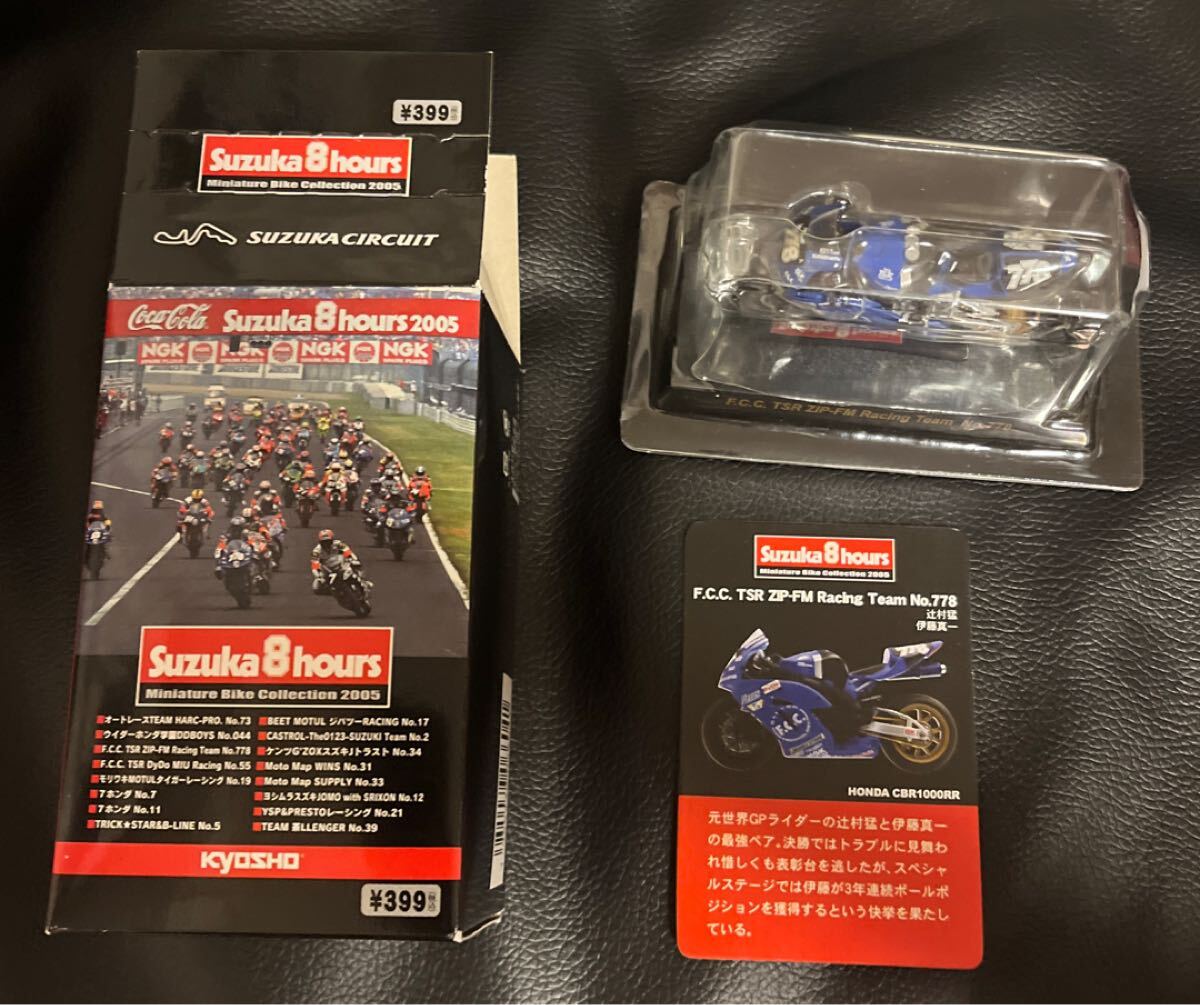 ¥399
Suzuka 8 hours
Miniature Bike Collection 2005
SUZUKA CIRCUIT
Coca-Cola Suzuka 8 hours 2005
NGK NGK NGK
Suzuka 8 hours
Miniature Bike Collection 2005
■オートレースTEAM HARC-PRO. No.73
■ウイダーホンダ学園DDBOYS No.044
■F.C.C. TSR ZIP-FM Racing Team No.778
■F.C.C. TSR DyDo MIU Racing No.55
■モリワキMOTULタイガーレーシング No.19
■7ホンダ No.7
■7ホンダ No.11
■TRICK★STAR&B-LINE No.5
■BEET MOTUL ジパツーRACING No.17
■CASTROL-The0123-SUZUKI Team No.2
■ケンツG'ZOXスズキJトラスト No.34
■Moto Map WINS No.31
■Moto Map SUPPLY No.33
■ヨシムラスズキJOMO with SRIXON No.12
■YSP&PRESTOレーシング No.21
■TEAM 墨LLENGER No.39
KYOSHO
¥399
F.C.C. TSR ZIP-FM Racing Team No.778
Suzuka 8 hours
Miniature Bike Collection 2005
F.C.C. TSR ZIP-FM Racing Team No.778
辻村猛
伊藤真一
F.C.C.
HONDA CBR1000RR
元世界GPライダーの辻村猛と伊藤真一
の最強ペア。決勝ではトラブルに見舞わ
れ惜しくも表彰台を逃したが、スペシャ
ルステージでは伊藤が3年連続ポールポ
ジションを獲得するという快挙を果たし
ている。